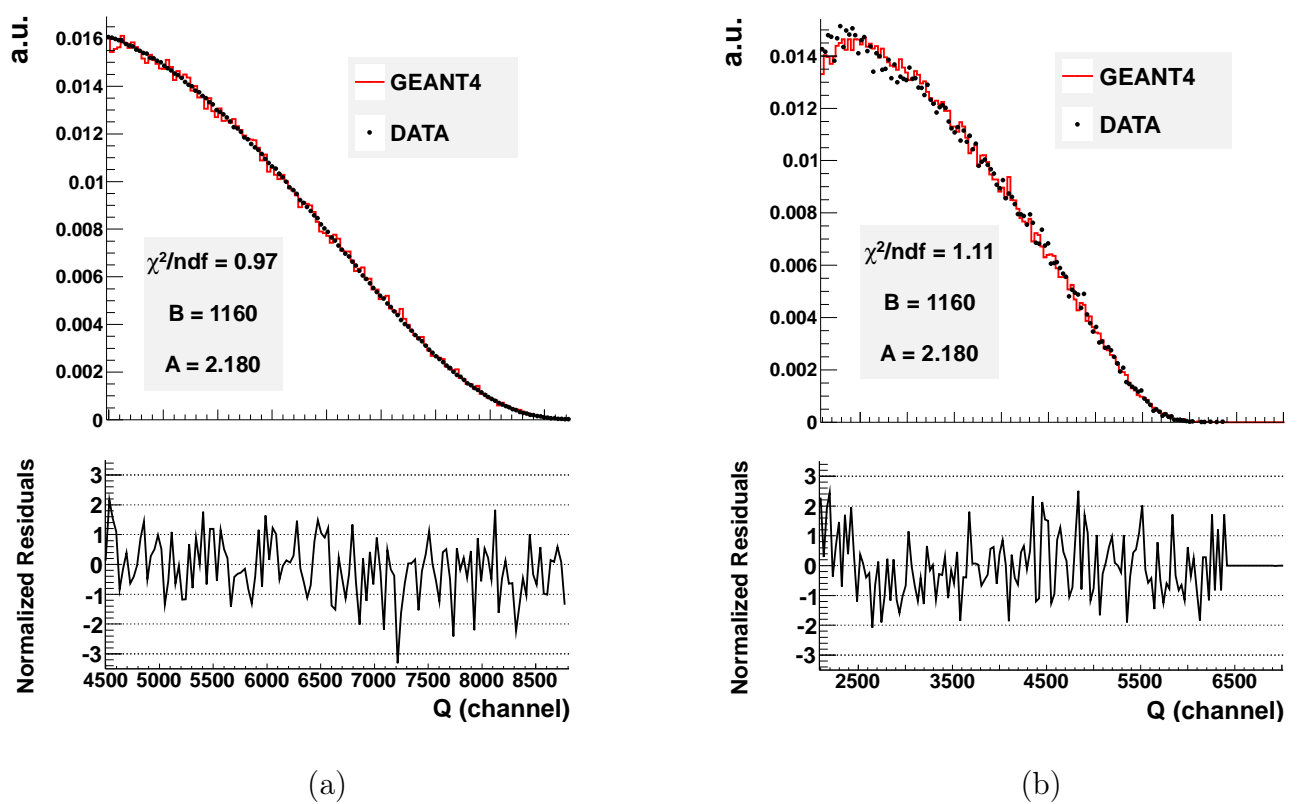 a.u.
0.016
0.014
0.012
0.01
0.008
0.006
0.004
0.002
0
GEANT4
DATA
χ²/ndf = 0.97
B = 1160
A = 2.180
Normalized Residuals
3
2
1
0
-1
-2
-3
4500 5000 5500 6000 6500 7000 7500 8000 8500
Q (channel)
(a)
a.u.
0.014
0.012
0.01
0.008
0.006
0.004
0.002
0
GEANT4
DATA
χ²/ndf = 1.11
B = 1160
A = 2.180
Normalized Residuals
3
2
1
0
-1
-2
-3
2500 3500 4500 5500 6500
Q (channel)
(b)